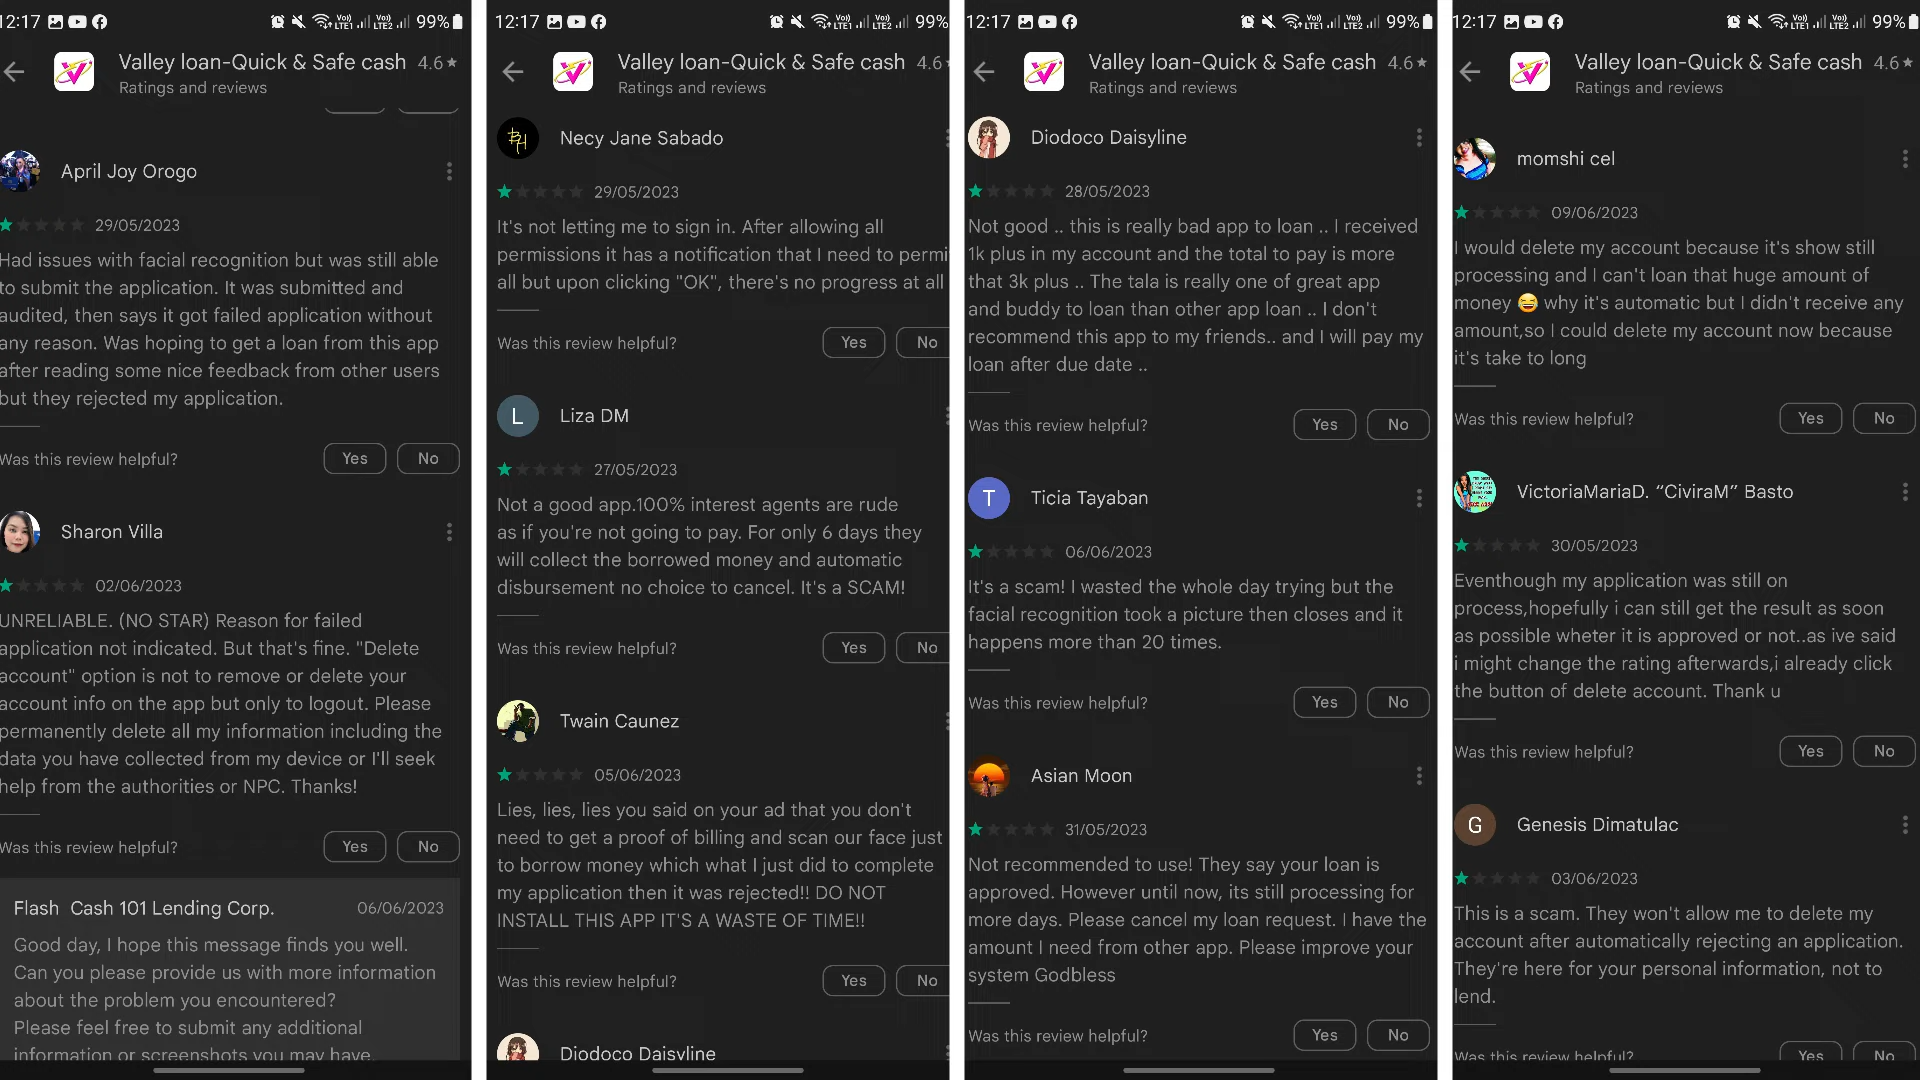 12:17
99%
Valley loan-Quick & Safe cash 4.6★
Ratings and reviews
April Joy Orogo
29/05/2023
Had issues with facial recognition but was still able
to submit the application. It was submitted and
audited, then says it got failed application without
any reason. Was hoping to get a loan from this app
after reading some nice feedback from other users
but they rejected my application.
Was this review helpful? Yes No
Sharon Villa
02/06/2023
UNRELIABLE. (NO STAR) Reason for failed
application not indicated. But that's fine. "Delete
account" option is not to remove or delete your
account info on the app but only to logout. Please
permanently delete all my information including the
data you have collected from my device or I'll seek
help from the authorities or NPC. Thanks!
Was this review helpful? Yes No
Flash Cash 101 Lending Corp. 06/06/2023
Good day, I hope this message finds you well.
Can you please provide us with more information
about the problem you encountered?
Please feel free to submit any additional
information or screenshots you may have.
12:17 Vo) LTE1 Vo) LTE2 99%
Valley loan-Quick & Safe cash 4.6
Ratings and reviews
Necy Jane Sabado
29/05/2023
It's not letting me to sign in. After allowing all
permissions it has a notification that I need to permi
all but upon clicking "OK", there's no progress at all
Was this review helpful? Yes No
L Liza DM
27/05/2023
Not a good app.100% interest agents are rude
as if you're not going to pay. For only 6 days they
will collect the borrowed money and automatic
disbursement no choice to cancel. It's a SCAM!
Was this review helpful? Yes No
Twain Caunez
05/06/2023
Lies, lies, lies you said on your ad that you don't
need to get a proof of billing and scan our face just
to borrow money which what I just did to complete
my application then it was rejected!! DO NOT
INSTALL THIS APP IT'S A WASTE OF TIME!!
Was this review helpful? Yes No
Diodoco Daisyline
12:17 Vo) LTE1 Vo) LTE2 99%
Valley loan-Quick & Safe cash 4.6★
Ratings and reviews
Diodoco Daisyline
28/05/2023
Not good .. this is really bad app to loan .. I received
1k plus in my account and the total to pay is more
that 3k plus .. The tala is really one of great app
and buddy to loan than other app loan .. I don't
recommend this app to my friends.. and I will pay my
loan after due date ..
Was this review helpful? Yes No
T Ticia Tayaban
06/06/2023
It's a scam! I wasted the whole day trying but the
facial recognition took a picture then closes and it
happens more than 20 times.
Was this review helpful? Yes No
Asian Moon
31/05/2023
Not recommended to use! They say your loan is
approved. However until now, its still processing for
more days. Please cancel my loan request. I have the
amount I need from other app. Please improve your
system Godbless
Was this review helpful? Yes No
12:17 Vo) LTE1 Vo) LTE2 99%
Valley loan-Quick & Safe cash 4.6★
Ratings and reviews
momshi cel
09/06/2023
I would delete my account because it's show still
processing and I can't loan that huge amount of
money 😄 why it's automatic but I didn't receive any
amount,so I could delete my account now because
it's take to long
Was this review helpful? Yes No
VictoriaMariaD. “CiviraM” Basto
30/05/2023
Eventhough my application was still on
process,hopefully i can still get the result as soon
as possible wheter it is approved or not..as ive said
i might change the rating afterwards,i already click
the button of delete account. Thank u
Was this review helpful? Yes No
G Genesis Dimatulac
03/06/2023
This is a scam. They won't allow me to delete my
account after automatically rejecting an application.
They're here for your personal information, not to
lend.
Was this review helpful? Yes No